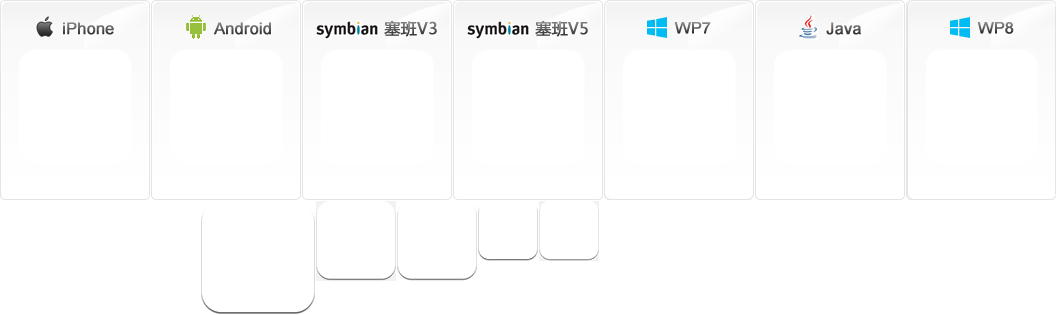 iPhone
Android
symbian 塞班V3
symbian 塞班V5
WP7
Java
WP8